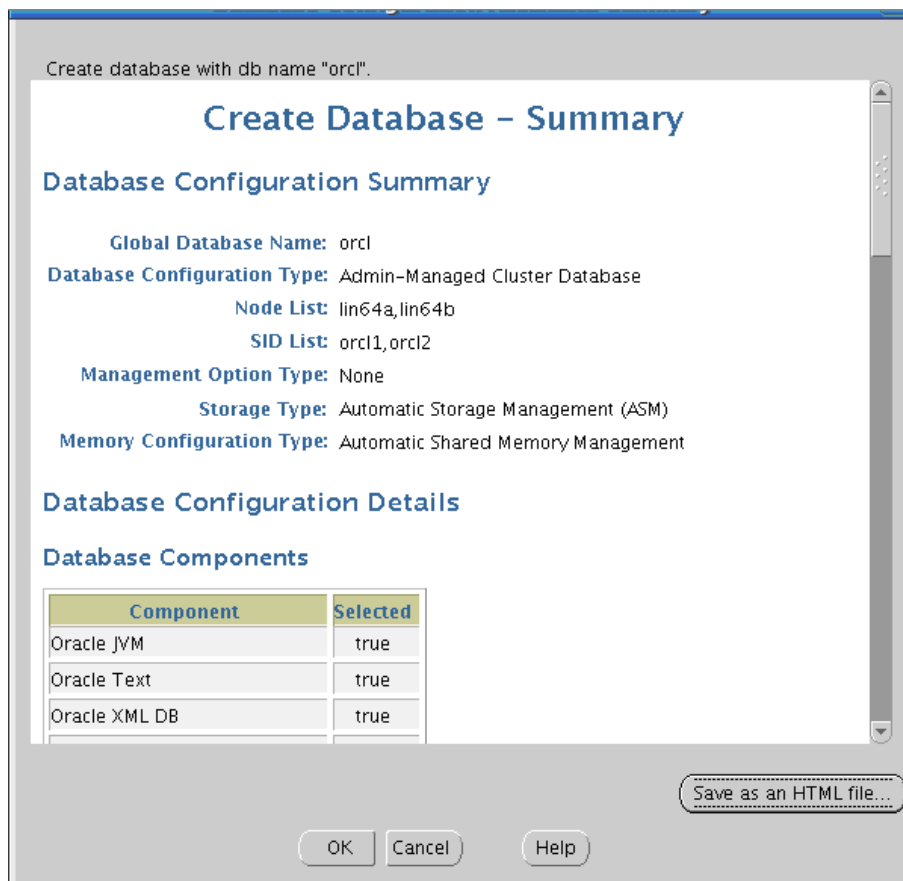 Create database with db name "orcl".
Create Database - Summary
Database Configuration Summary
Global Database Name: orcl
Database Configuration Type: Admin-Managed Cluster Database
Node List: lin64a,lin64b
SID List: orcl1,orcl2
Management Option Type: None
Storage Type: Automatic Storage Management (ASM)
Memory Configuration Type: Automatic Shared Memory Management
Database Configuration Details
Database Components
Component Selected
Oracle JVM true
Oracle Text true
Oracle XML DB true
Save as an HTML file...
OK Cancel Help